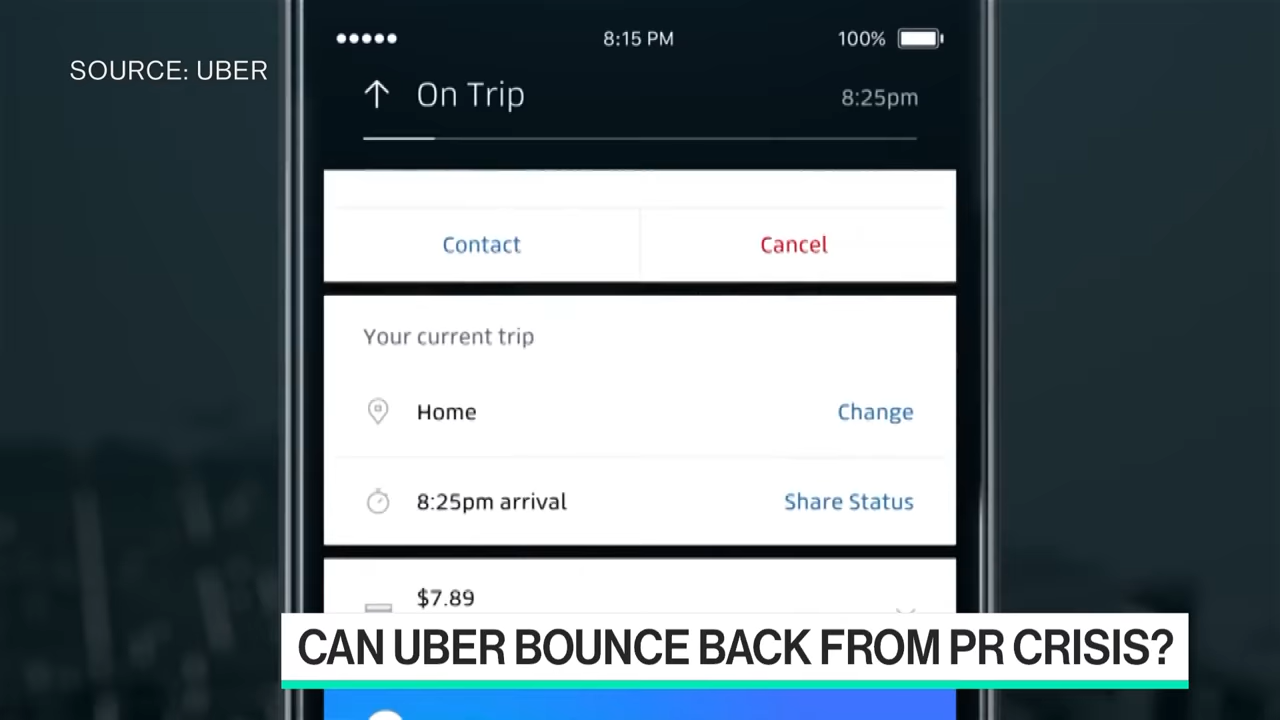 SOURCE: UBER
8:15 PM
100%
On Trip
8:25pm
Contact
Cancel
Your current trip
Home
Change
8:25pm arrival
Share Status
$7.89
CAN UBER BOUNCE BACK FROM PR CRISIS?